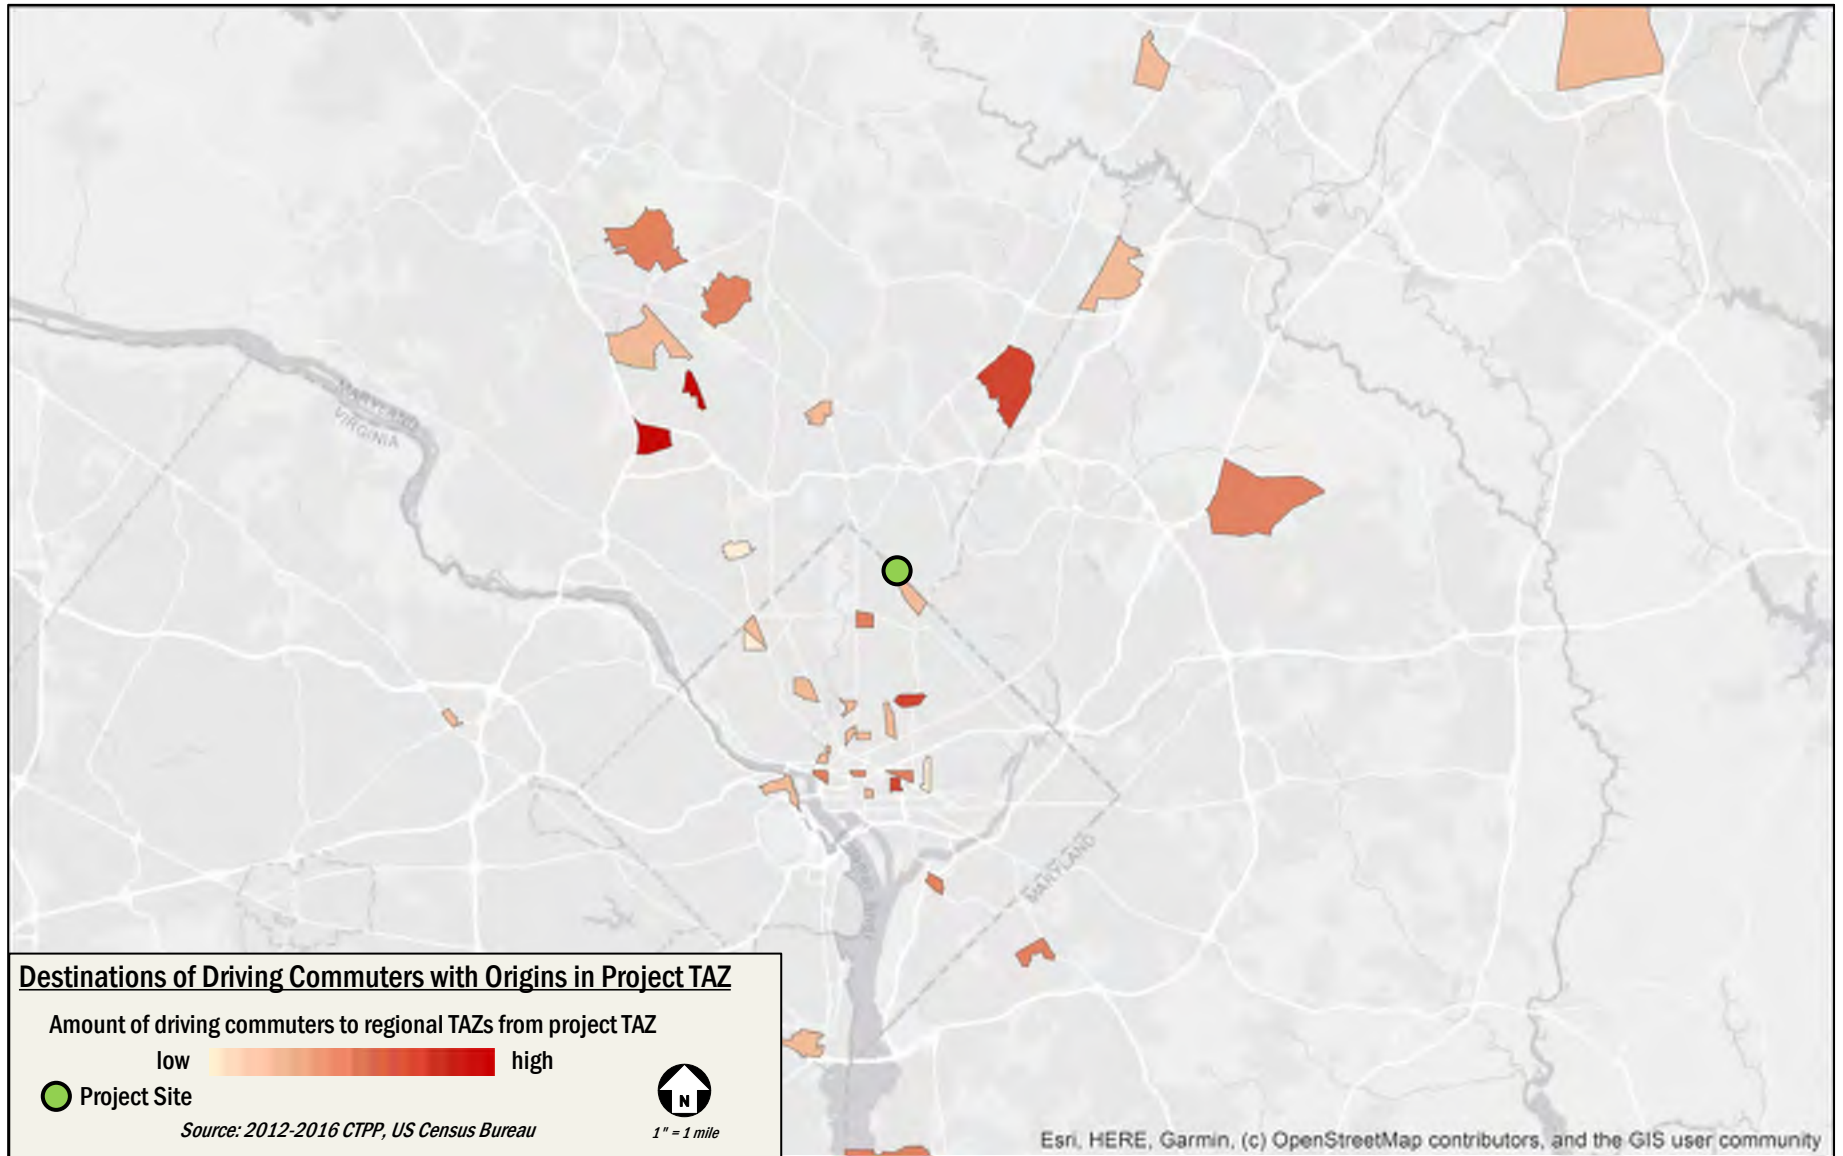 MARYLAND
VIRGINIA
MARYLAND
Destinations of Driving Commuters with Origins in Project TAZ
Amount of driving commuters to regional TAZs from project TAZ
low high
Project Site
N
Source: 2012-2016 CTPP, US Census Bureau
1" = 1 mile
Esri, HERE, Garmin, (c) OpenStreetMap contributors, and the GIS user community